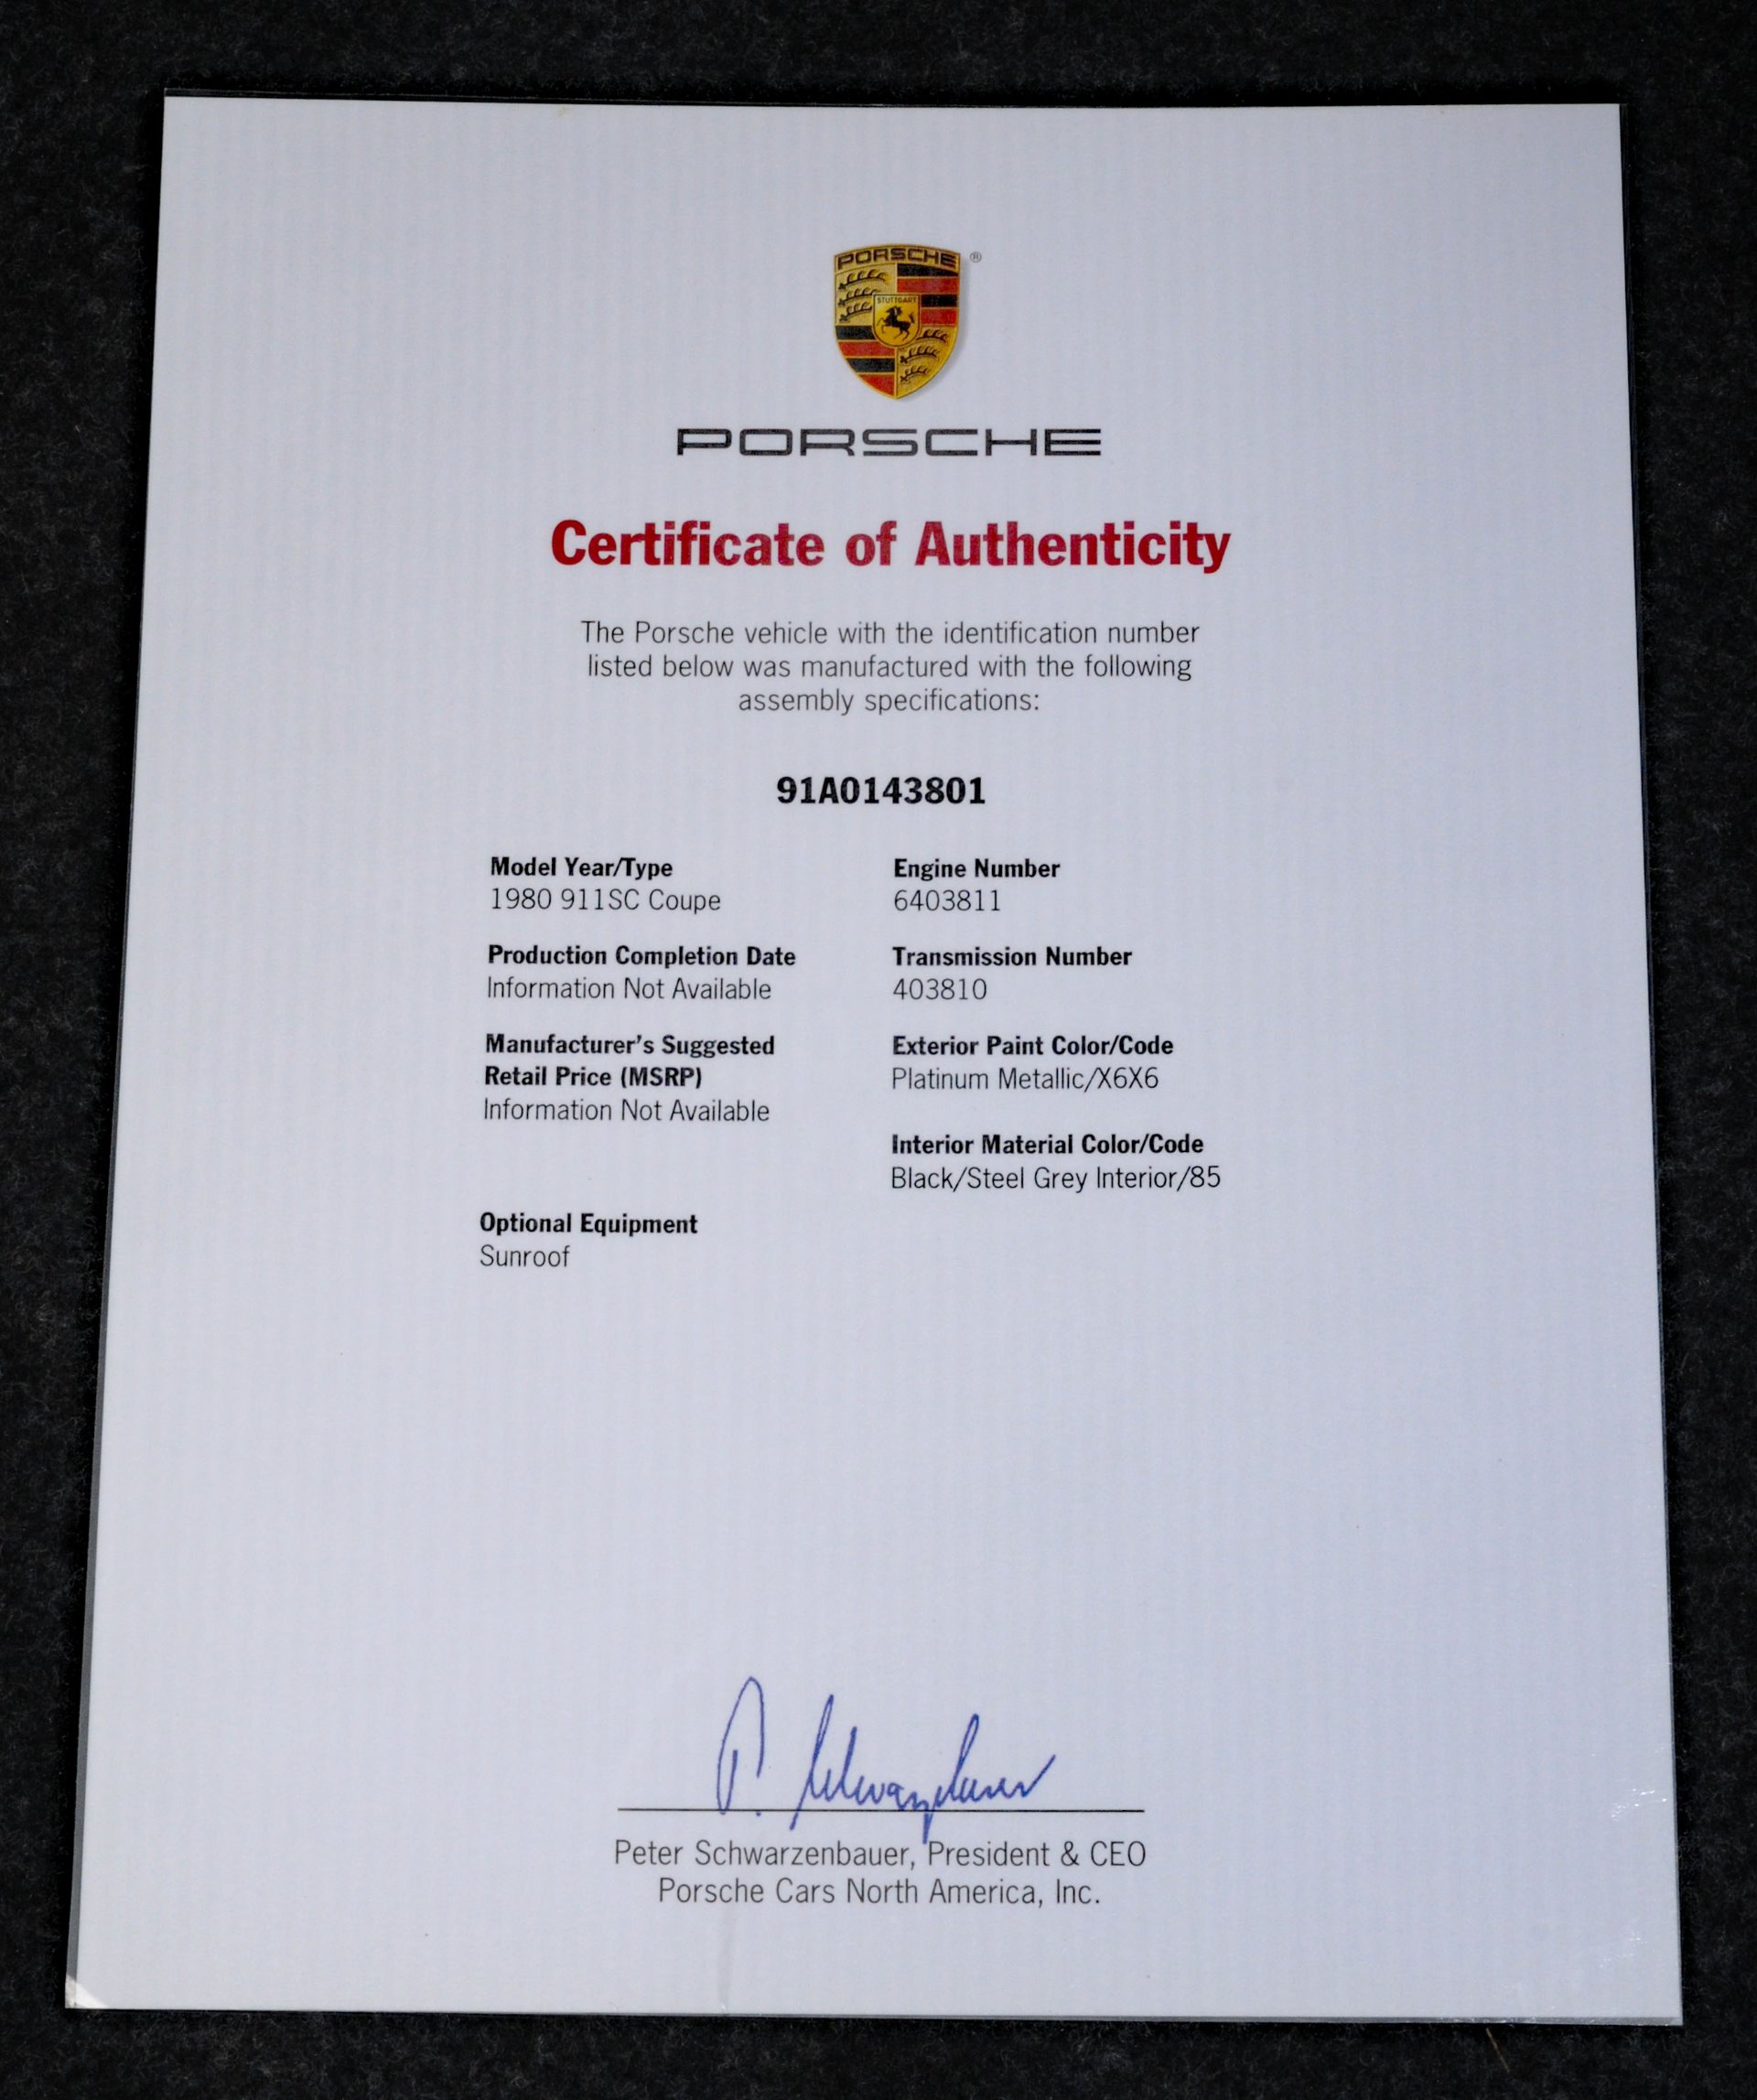 PORSCHE
®
STUTTGART
PORSCHE
Certificate of Authenticity
The Porsche vehicle with the identification number
listed below was manufactured with the following
assembly specifications:
91A0143801
Model Year/Type
1980 911SC Coupe
Production Completion Date
Information Not Available
Manufacturer's Suggested
Retail Price (MSRP)
Information Not Available
Optional Equipment
Sunroof
Engine Number
6403811
Transmission Number
403810
Exterior Paint Color/Code
Platinum Metallic/X6X6
Interior Material Color/Code
Black/Steel Grey Interior/85
P. Schwarzenbauer
Peter Schwarzenbauer, President & CEO
Porsche Cars North America, Inc.